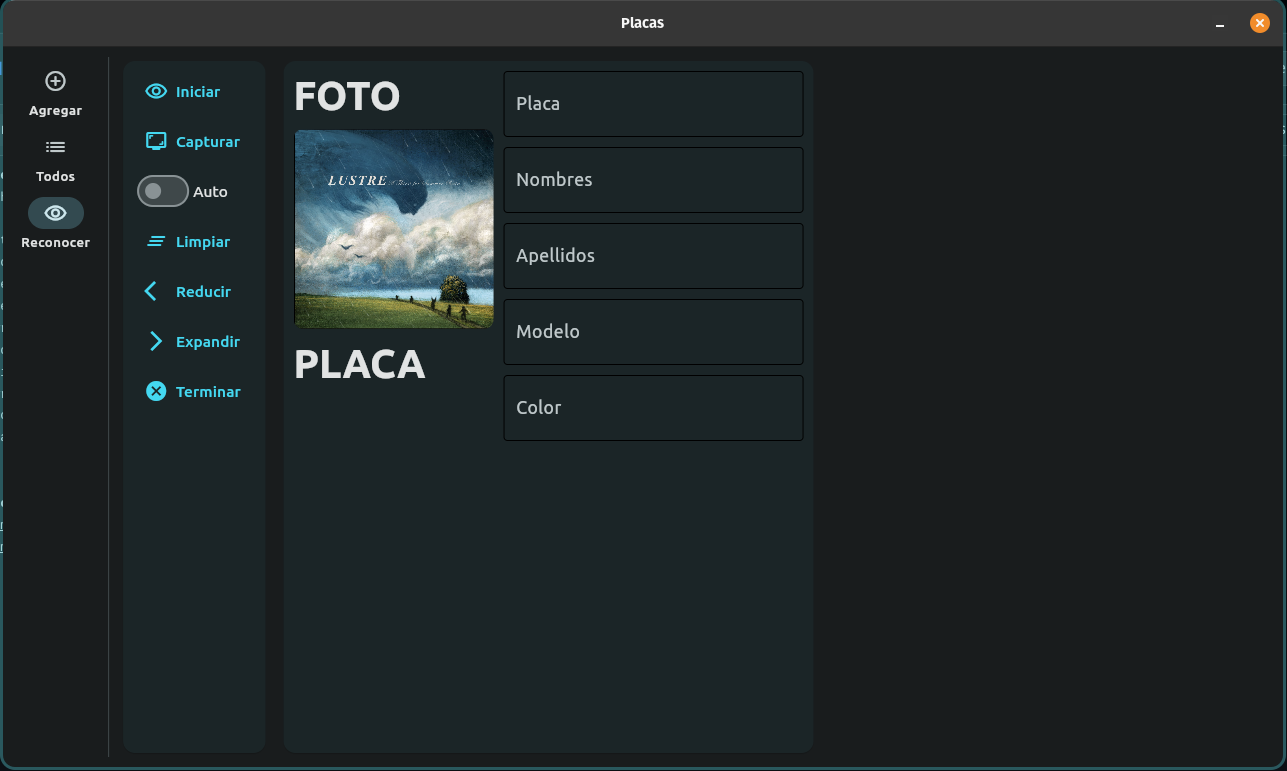 Placas
Agregar
Todos
Reconocer
Iniciar
Capturar
Auto
Limpiar
Reducir
Expandir
Terminar
FOTO
LUSTRE
PLACA
Placa
Nombres
Apellidos
Modelo
Color